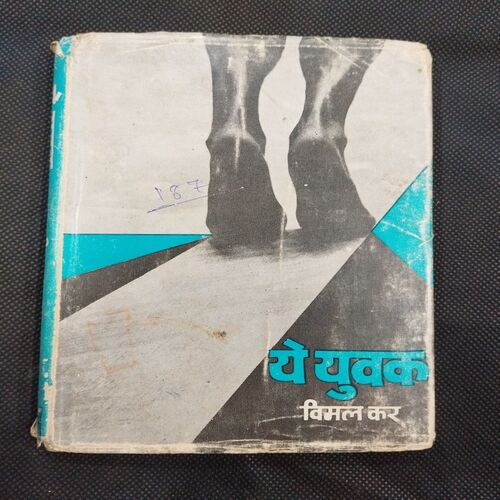 187
ये युवक
विमल कर